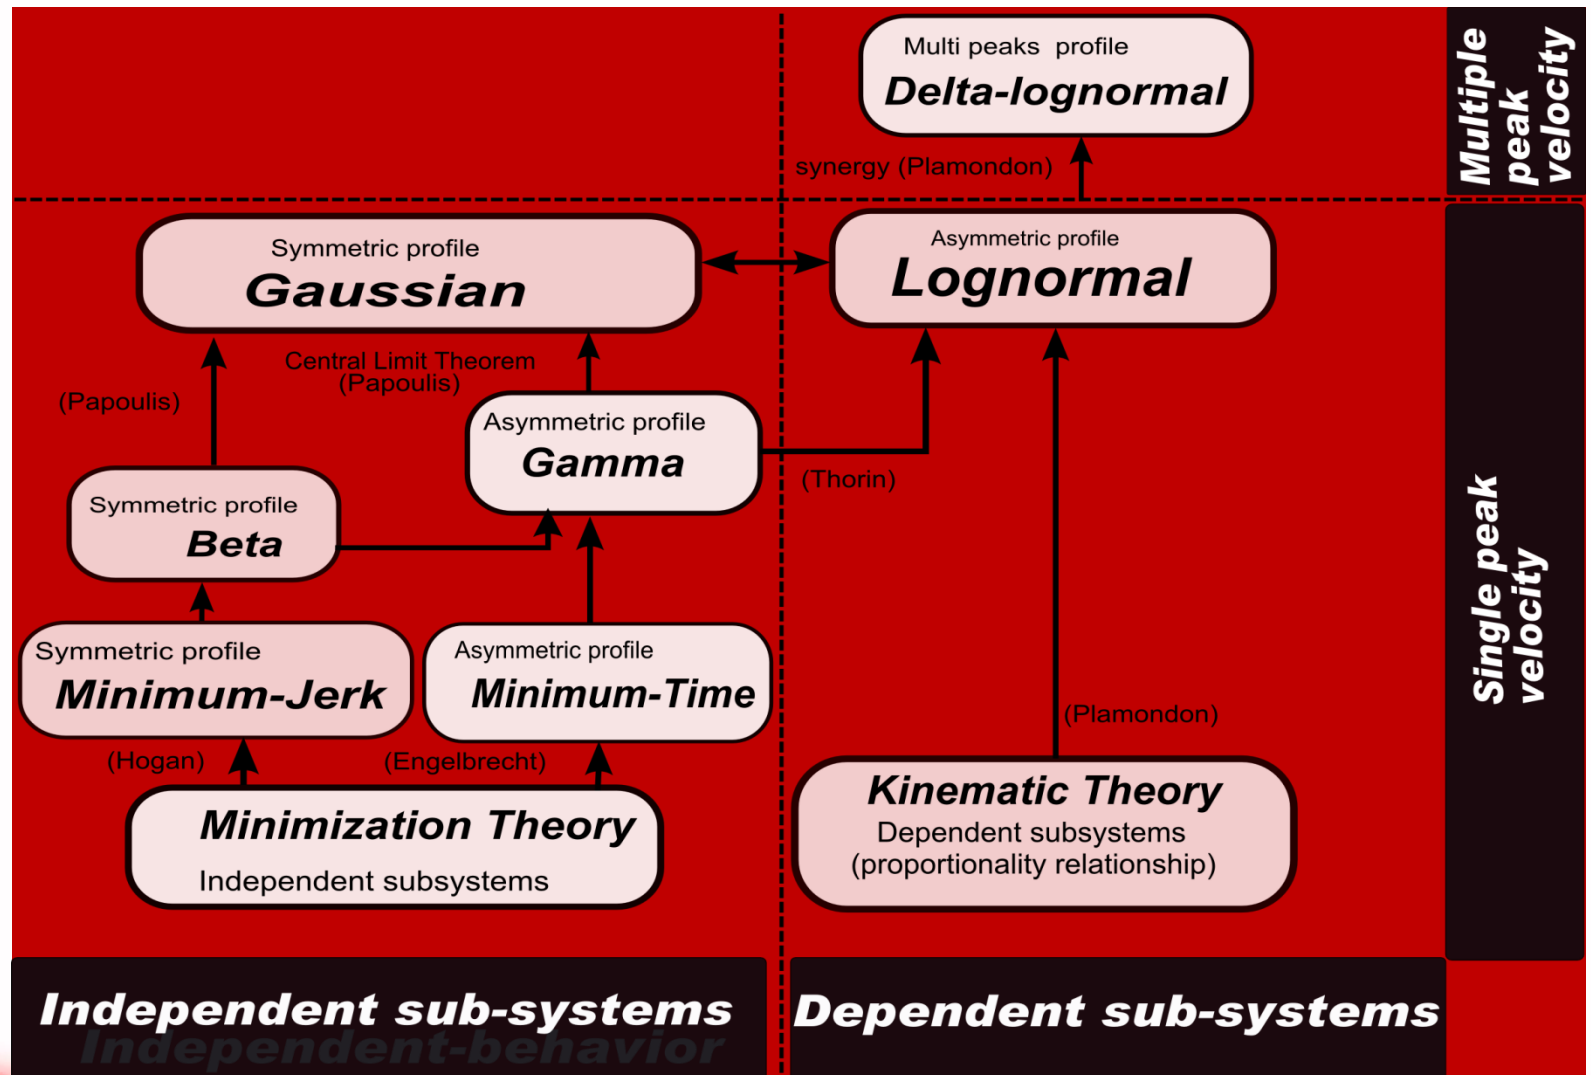 Multi peaks profile
Delta-lognormal
Multiple
peak
velocity
synergy (Plamondon)
Symmetric profile
Gaussian
Asymmetric profile
Lognormal
Central Limit Theorem
(Papoulis)
(Papoulis)
Asymmetric profile
Gamma
(Thorin)
Symmetric profile
Beta
Single peak
velocity
Symmetric profile
Minimum-Jerk
Asymmetric profile
Minimum-Time
(Plamondon)
(Hogan)
(Engelbrecht)
Minimization Theory
Independent subsystems
Kinematic Theory
Dependent subsystems
(proportionality relationship)
Independent sub-systems
Independent-behavior
Dependent sub-systems